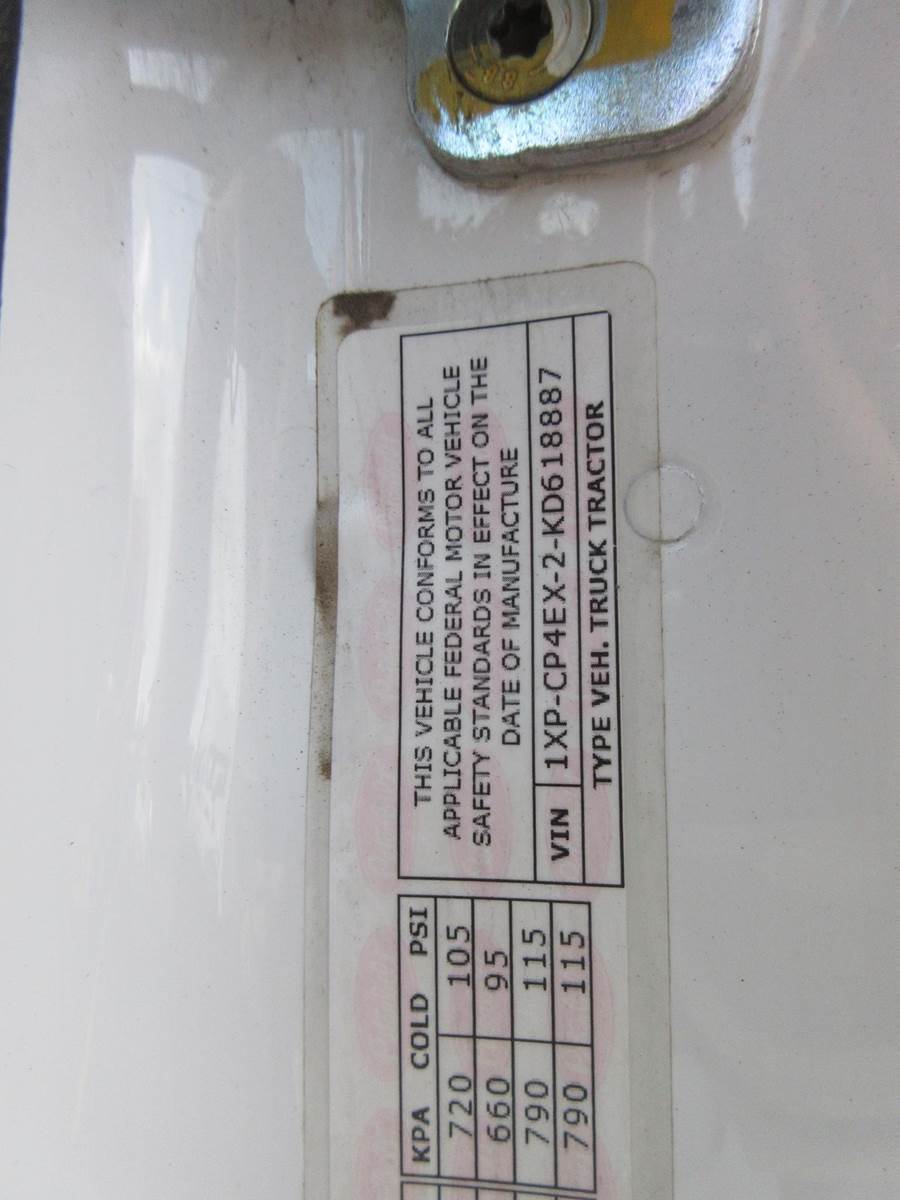 KPA COLD PSI
720 105
660 95
790 115
790 115
THIS VEHICLE CONFORMS TO ALL
APPLICABLE FEDERAL MOTOR VEHICLE
SAFETY STANDARDS IN EFFECT ON THE
DATE OF MANUFACTURE
VIN 1XP-CP4EX-2-KD618887
TYPE VEH. TRUCK TRACTOR